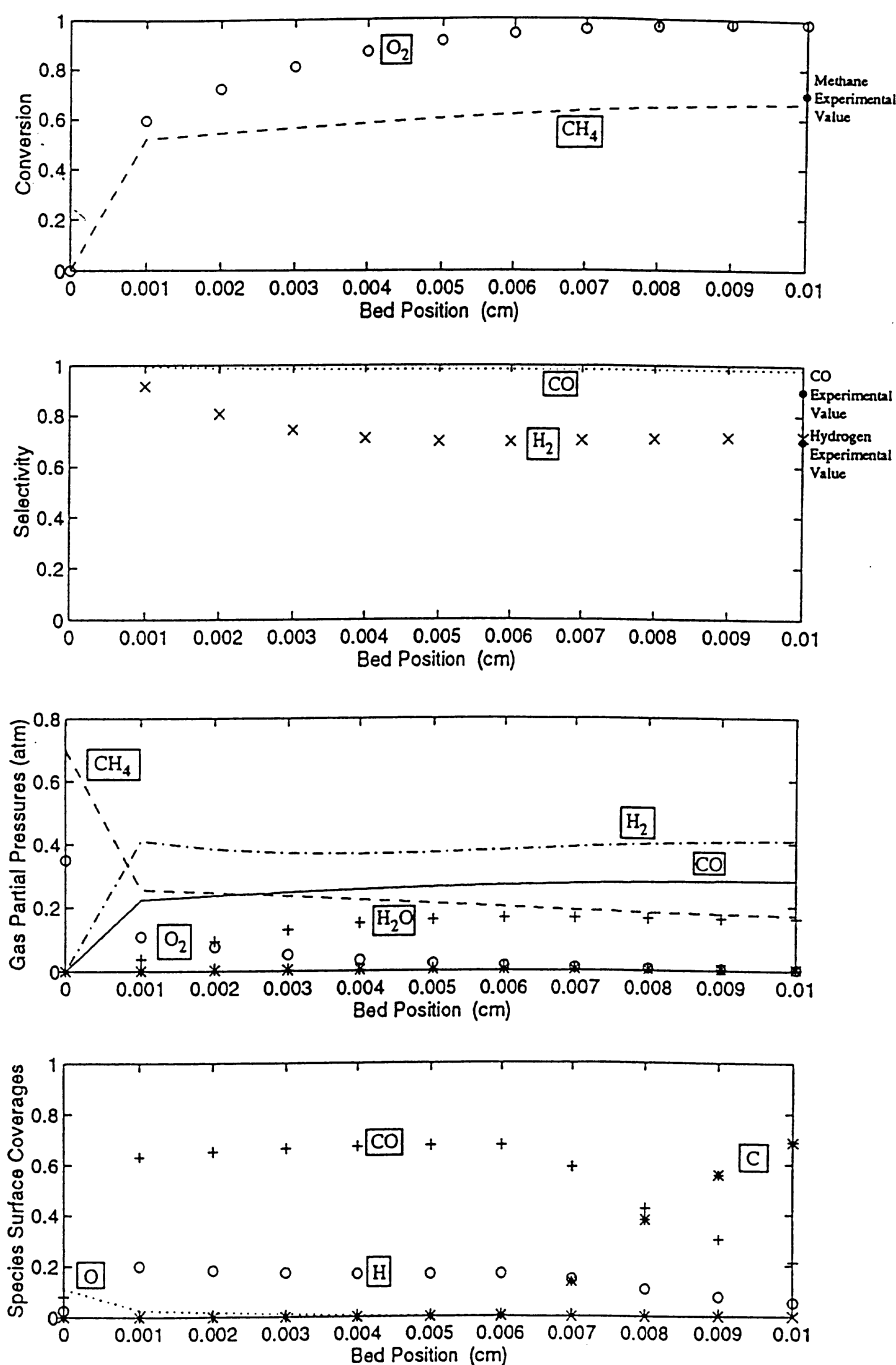 1
0.8
0.6
0.4
0.2
0
Conversion
O2
CH4
Methane
Experimental
Value
0 0.001 0.002 0.003 0.004 0.005 0.006 0.007 0.008 0.009 0.01
Bed Position (cm)
1
0.8
0.6
0.4
0.2
0
Selectivity
CO
H2
CO
Experimental
Value
Hydrogen
Experimental
Value
0 0.001 0.002 0.003 0.004 0.005 0.006 0.007 0.008 0.009 0.01
Bed Position (cm)
0.8
0.6
0.4
0.2
0
Gas Partial Pressures (atm)
CH4
H2
CO
H2O
O2
0 0.001 0.002 0.003 0.004 0.005 0.006 0.007 0.008 0.009 0.01
Bed Position (cm)
1
0.8
0.6
0.4
0.2
0
Species Surface Coverages
CO
C
O
H
0 0.001 0.002 0.003 0.004 0.005 0.006 0.007 0.008 0.009 0.01
Bed Position (cm)